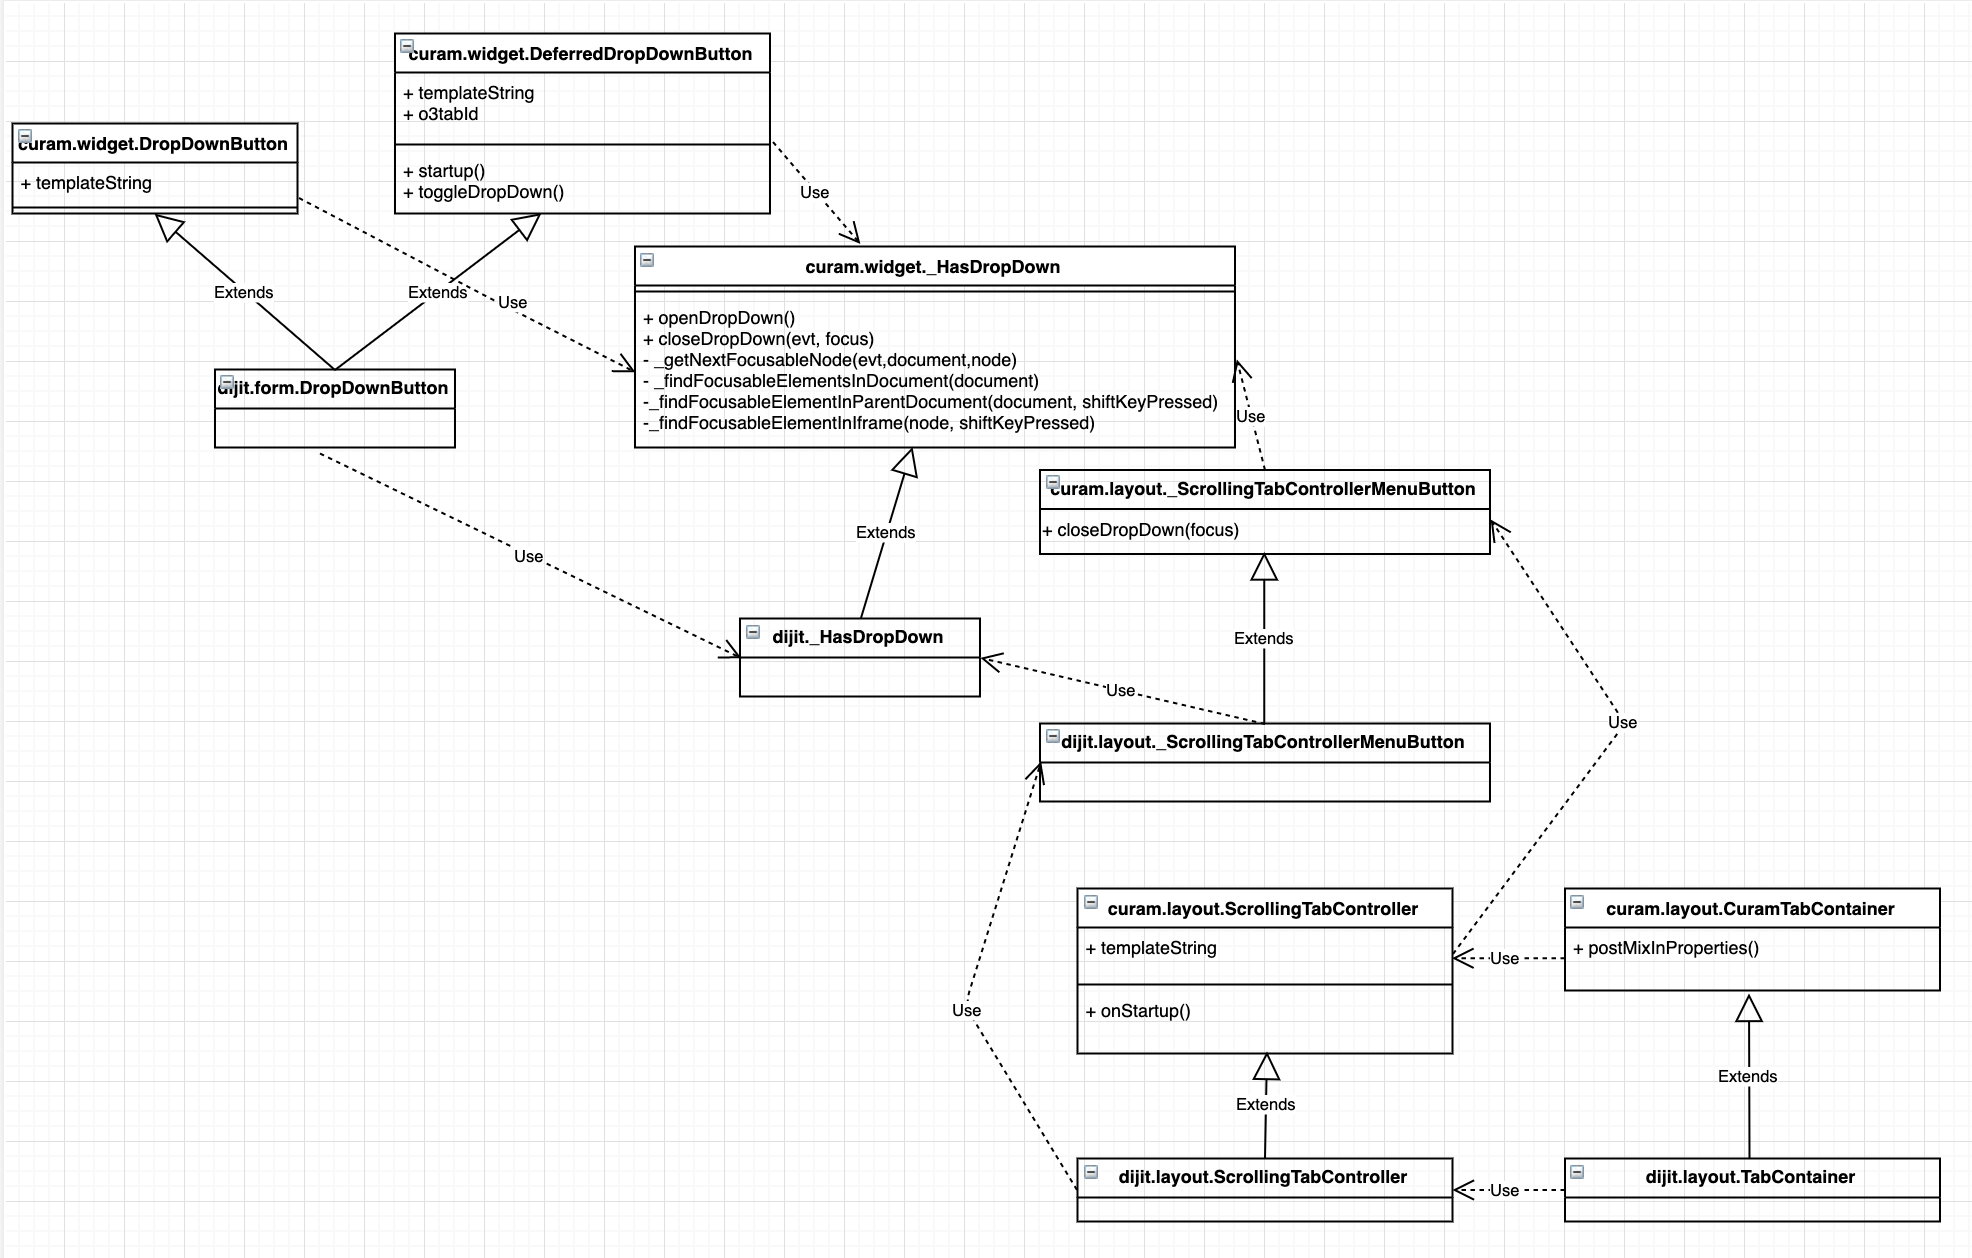 curam.widget.DeferredDropDownButton
+ templateString
+ o3tabId
+ startup()
+ toggleDropDown()
curam.widget.DropDownButton
+ templateString
Use
curam.widget._HasDropDown
+ openDropDown()
+ closeDropDown(evt, focus)
- _getNextFocusableNode(evt,document,node)
- _findFocusableElementsInDocument(document)
-_findFocusableElementInParentDocument(document, shiftKeyPressed)
-_findFocusableElementInIframe(node, shiftKeyPressed)
Extends
Extends
Use
dijit.form.DropDownButton
Use
curam.layout._ScrollingTabControllerMenuButton
+ closeDropDown(focus)
Extends
Use
dijit._HasDropDown
Extends
Use
Use
dijit.layout._ScrollingTabControllerMenuButton
curam.layout.ScrollingTabController
+ templateString
+ onStartup()
Use
curam.layout.CuramTabContainer
+ postMixInProperties()
Use
Extends
Extends
dijit.layout.ScrollingTabController
Use
dijit.layout.TabContainer